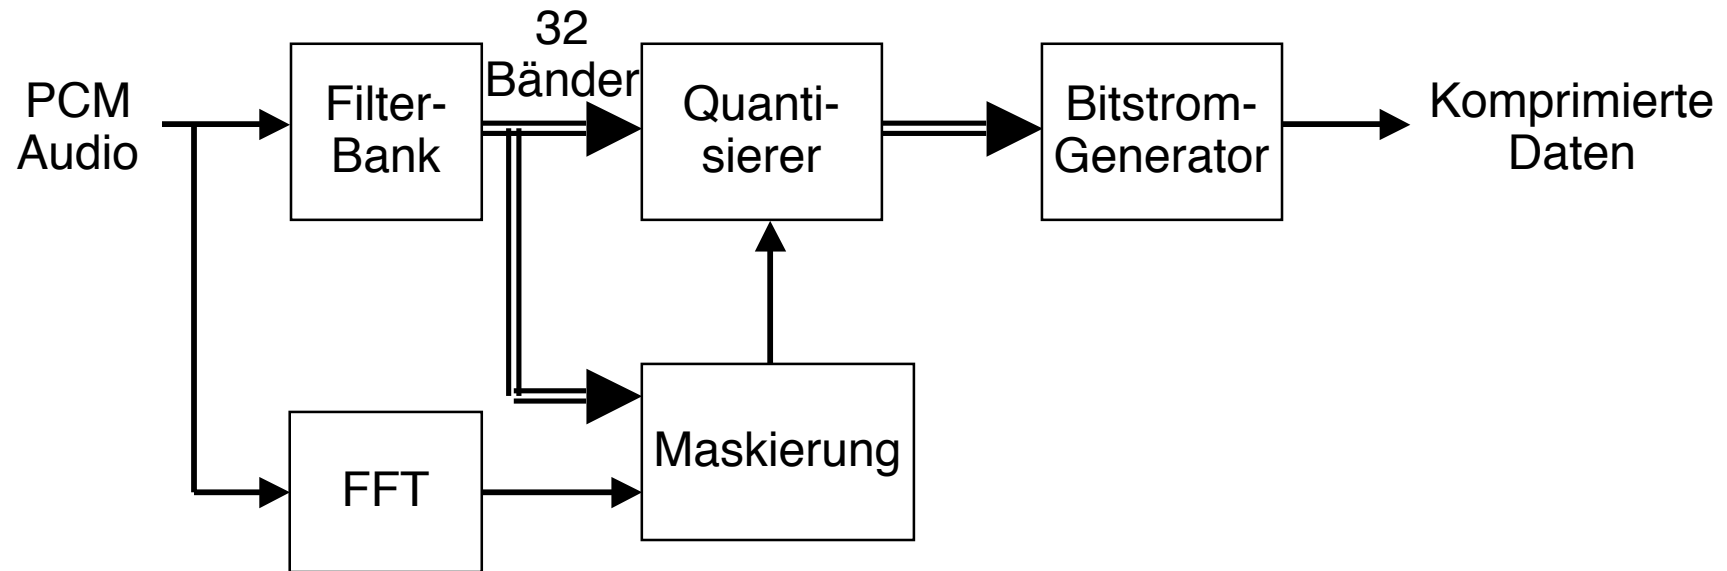 32
Bänder
PCM
Audio
Filter-
Bank
Quanti-
sierer
Bitstrom-
Generator
Komprimierte
Daten
Maskierung
FFT